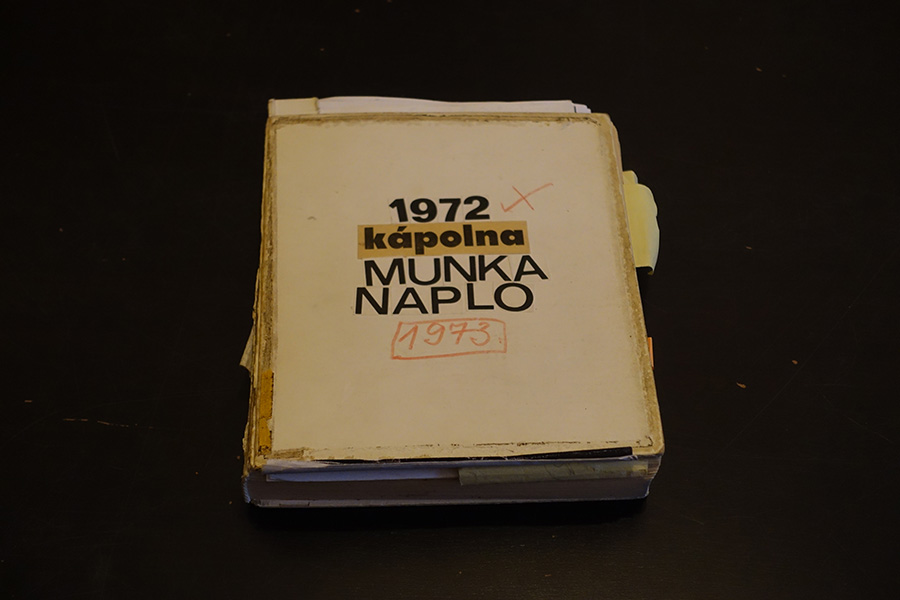 1972
kápolna
MUNKA
NAPLO
1973